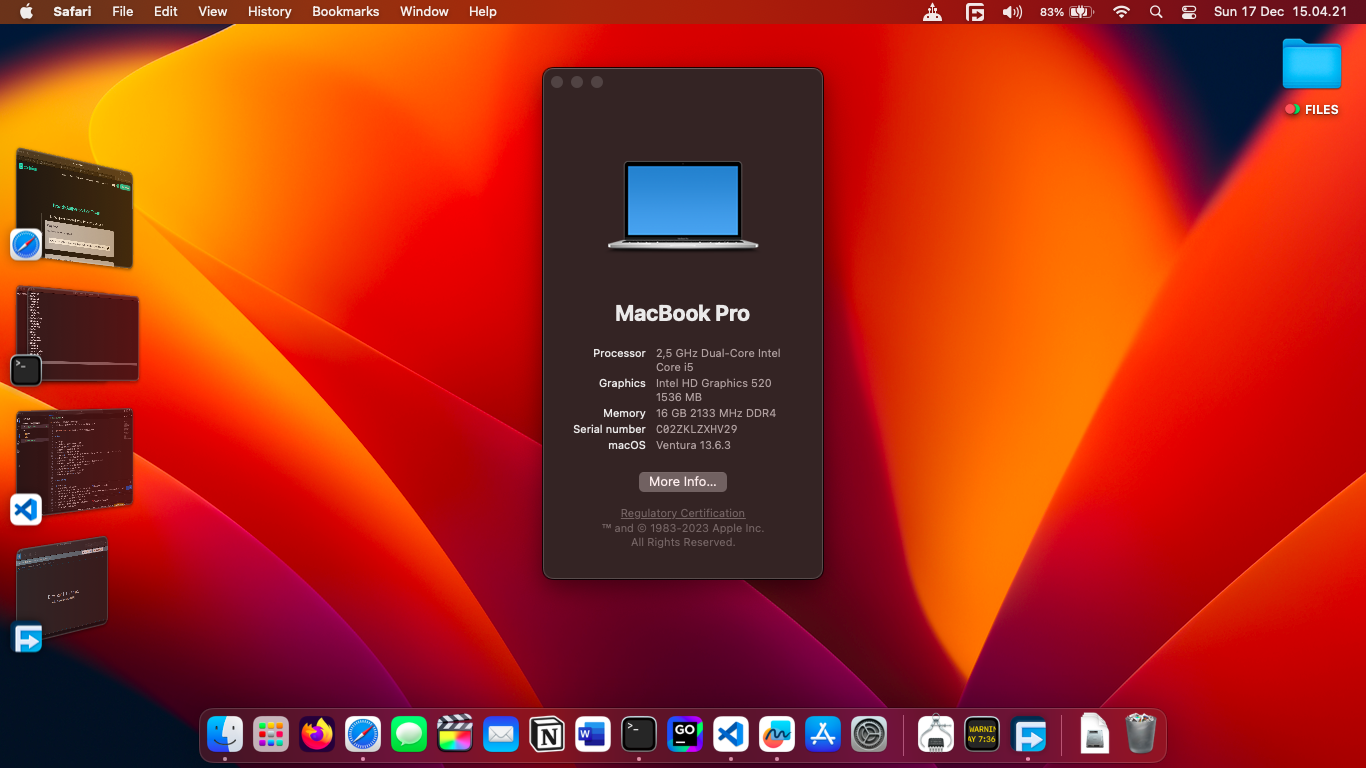 Safari File Edit View History Bookmarks Window Help 83% Sun 17 Dec 15.04.21
FILES
MacBook Pro
Processor 2,5 GHz Dual-Core Intel
Core i5
Graphics Intel HD Graphics 520
1536 MB
Memory 16 GB 2133 MHz DDR4
Serial number C02ZKLZXHV29
macOS Ventura 13.6.3
More Info...
Regulatory Certification
™ and © 1983-2023 Apple Inc.
All Rights Reserved.
GO
WARNIN
AY 7:36